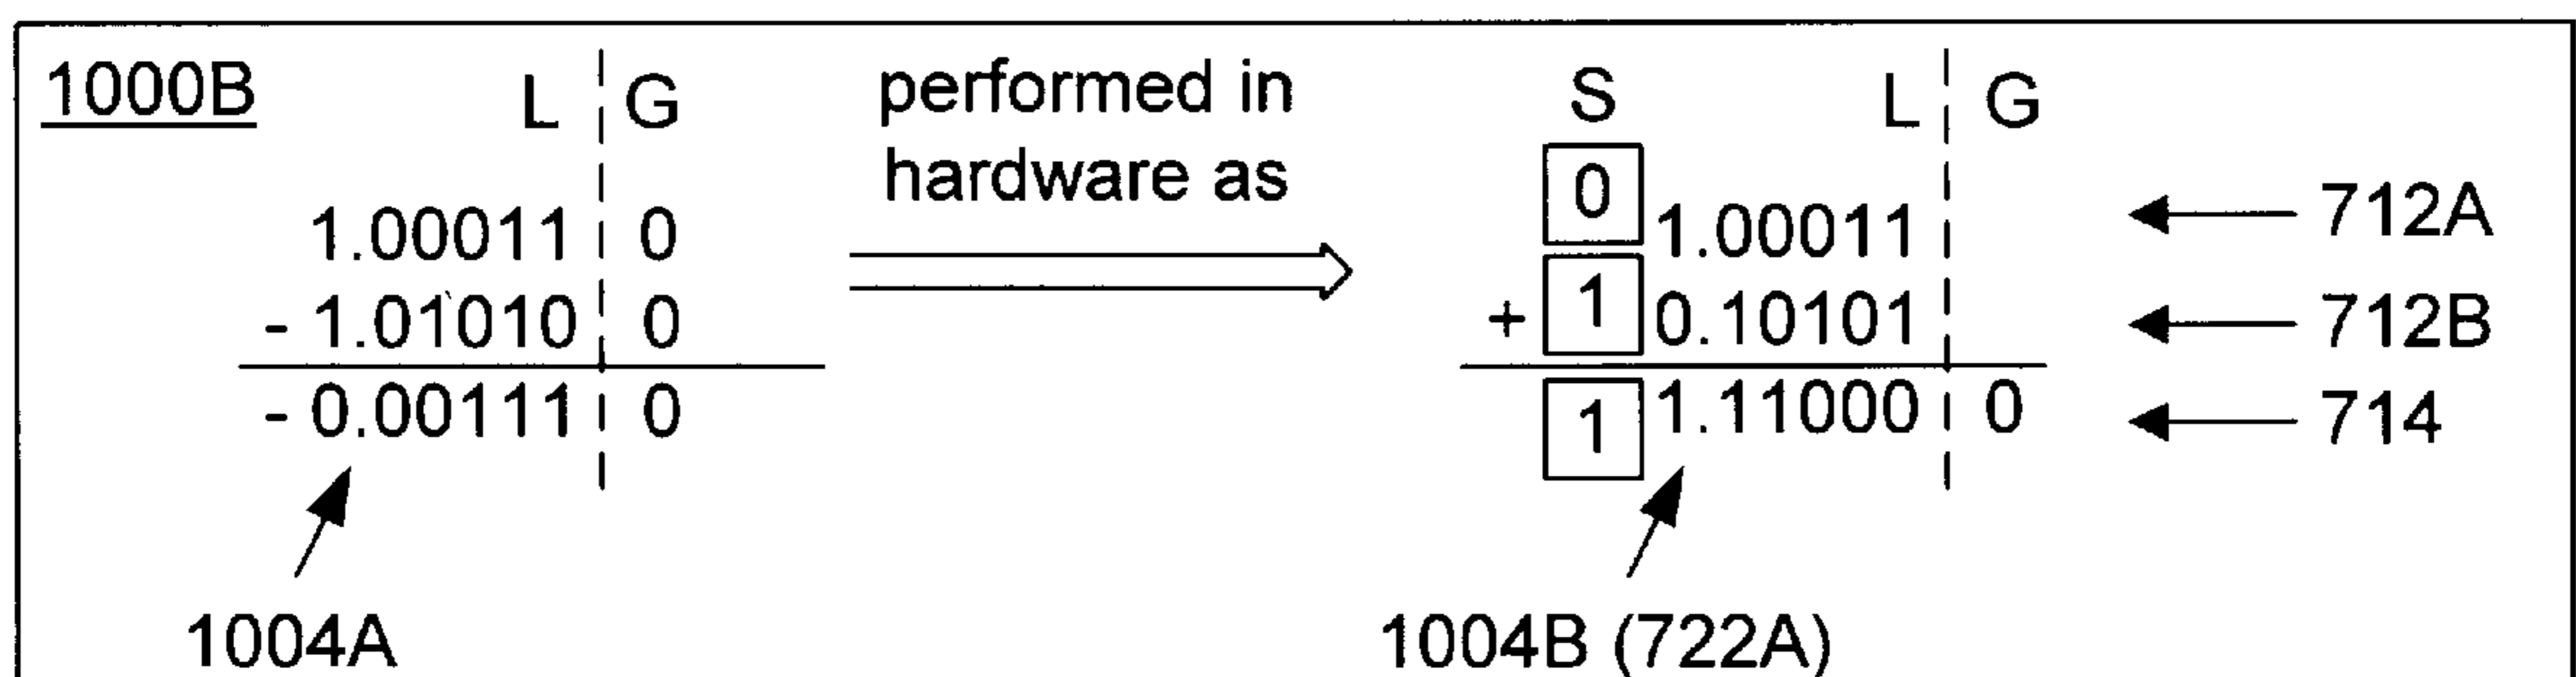 1000B L G performed in S L G
hardware as
1.00011 0 0 1.00011 712A
- 1.01010 0 + 1 0.10101 712B
- 0.00111 0 1 1.11000 0 714
1004A 1004B (722A)